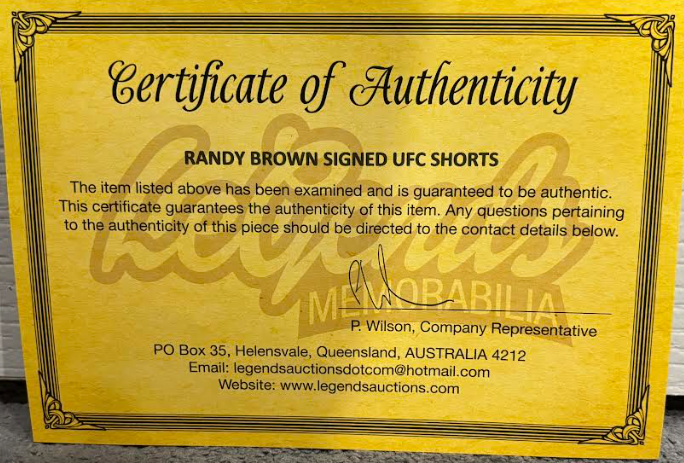 Certificate of Authenticity
RANDY BROWN SIGNED UFC SHORTS
The item listed above has been examined and is guaranteed to be authentic.
This certificate guarantees the authenticity of this item. Any questions pertaining
to the authenticity of this piece should be directed to the contact details below.
Legends
MEMORABILIA
P. Wilson, Company Representative
PO Box 35, Helensvale, Queensland, AUSTRALIA 4212
Email: legendsauctionsdotcom@hotmail.com
Website: www.legendsauctions.com